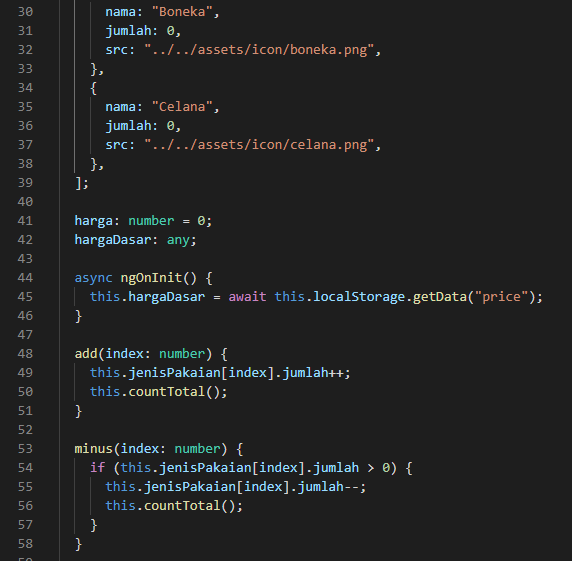 30 nama: "Boneka",
31 jumlah: 0,
32 src: "../../assets/icon/boneka.png",
33 },
34 {
35 nama: "Celana",
36 jumlah: 0,
37 src: "../../assets/icon/celana.png",
38 },
39 ];
40
41 harga: number = 0;
42 hargaDasar: any;
43
44 async ngOnInit() {
45 this.hargaDasar = await this.localStorage.getData("price");
46 }
47
48 add(index: number) {
49 this.jenisPakaian[index].jumlah++;
50 this.countTotal();
51 }
52
53 minus(index: number) {
54 if (this.jenisPakaian[index].jumlah > 0) {
55 this.jenisPakaian[index].jumlah--;
56 this.countTotal();
57 }
58 }